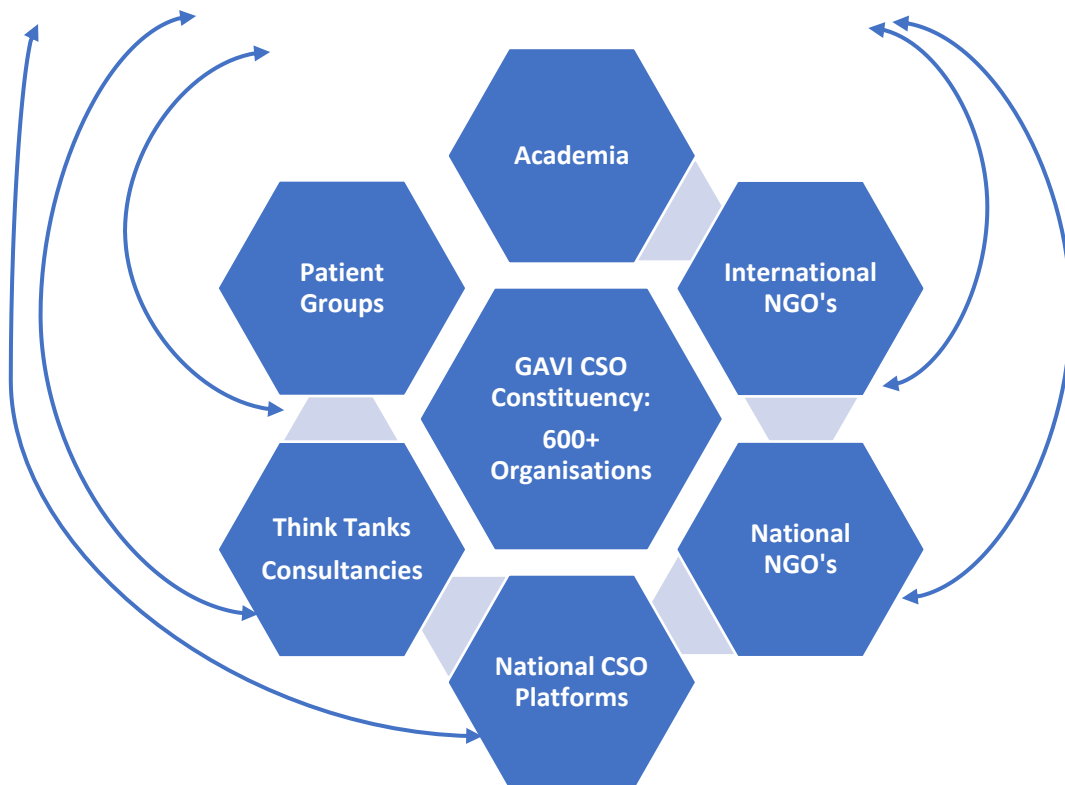 Academia
Patient
Groups
International
NGO's
GAVI CSO
Constituency:
600+
Organisations
Think Tanks
Consultancies
National
NGO's
National CSO
Platforms